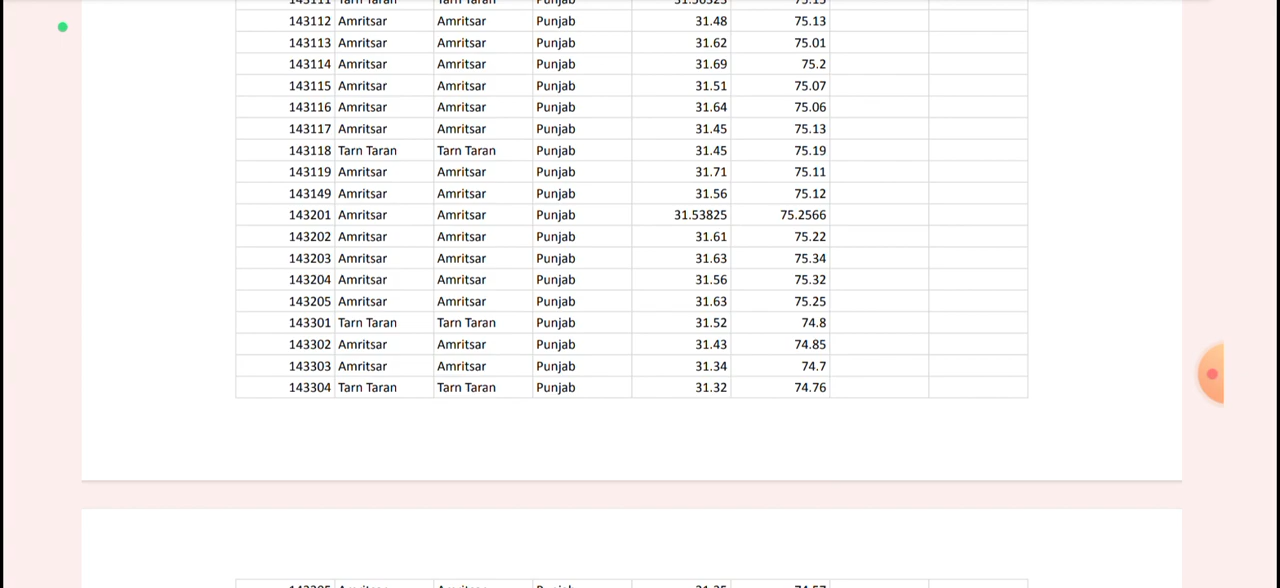 143112 Amritsar Amritsar Punjab 31.48 75.13
143113 Amritsar Amritsar Punjab 31.62 75.01
143114 Amritsar Amritsar Punjab 31.69 75.2
143115 Amritsar Amritsar Punjab 31.51 75.07
143116 Amritsar Amritsar Punjab 31.64 75.06
143117 Amritsar Amritsar Punjab 31.45 75.13
143118 Tarn Taran Tarn Taran Punjab 31.45 75.19
143119 Amritsar Amritsar Punjab 31.71 75.11
143149 Amritsar Amritsar Punjab 31.56 75.12
143201 Amritsar Amritsar Punjab 31.53825 75.2566
143202 Amritsar Amritsar Punjab 31.61 75.22
143203 Amritsar Amritsar Punjab 31.63 75.34
143204 Amritsar Amritsar Punjab 31.56 75.32
143205 Amritsar Amritsar Punjab 31.63 75.25
143301 Tarn Taran Tarn Taran Punjab 31.52 74.8
143302 Amritsar Amritsar Punjab 31.43 74.85
143303 Amritsar Amritsar Punjab 31.34 74.7
143304 Tarn Taran Tarn Taran Punjab 31.32 74.76